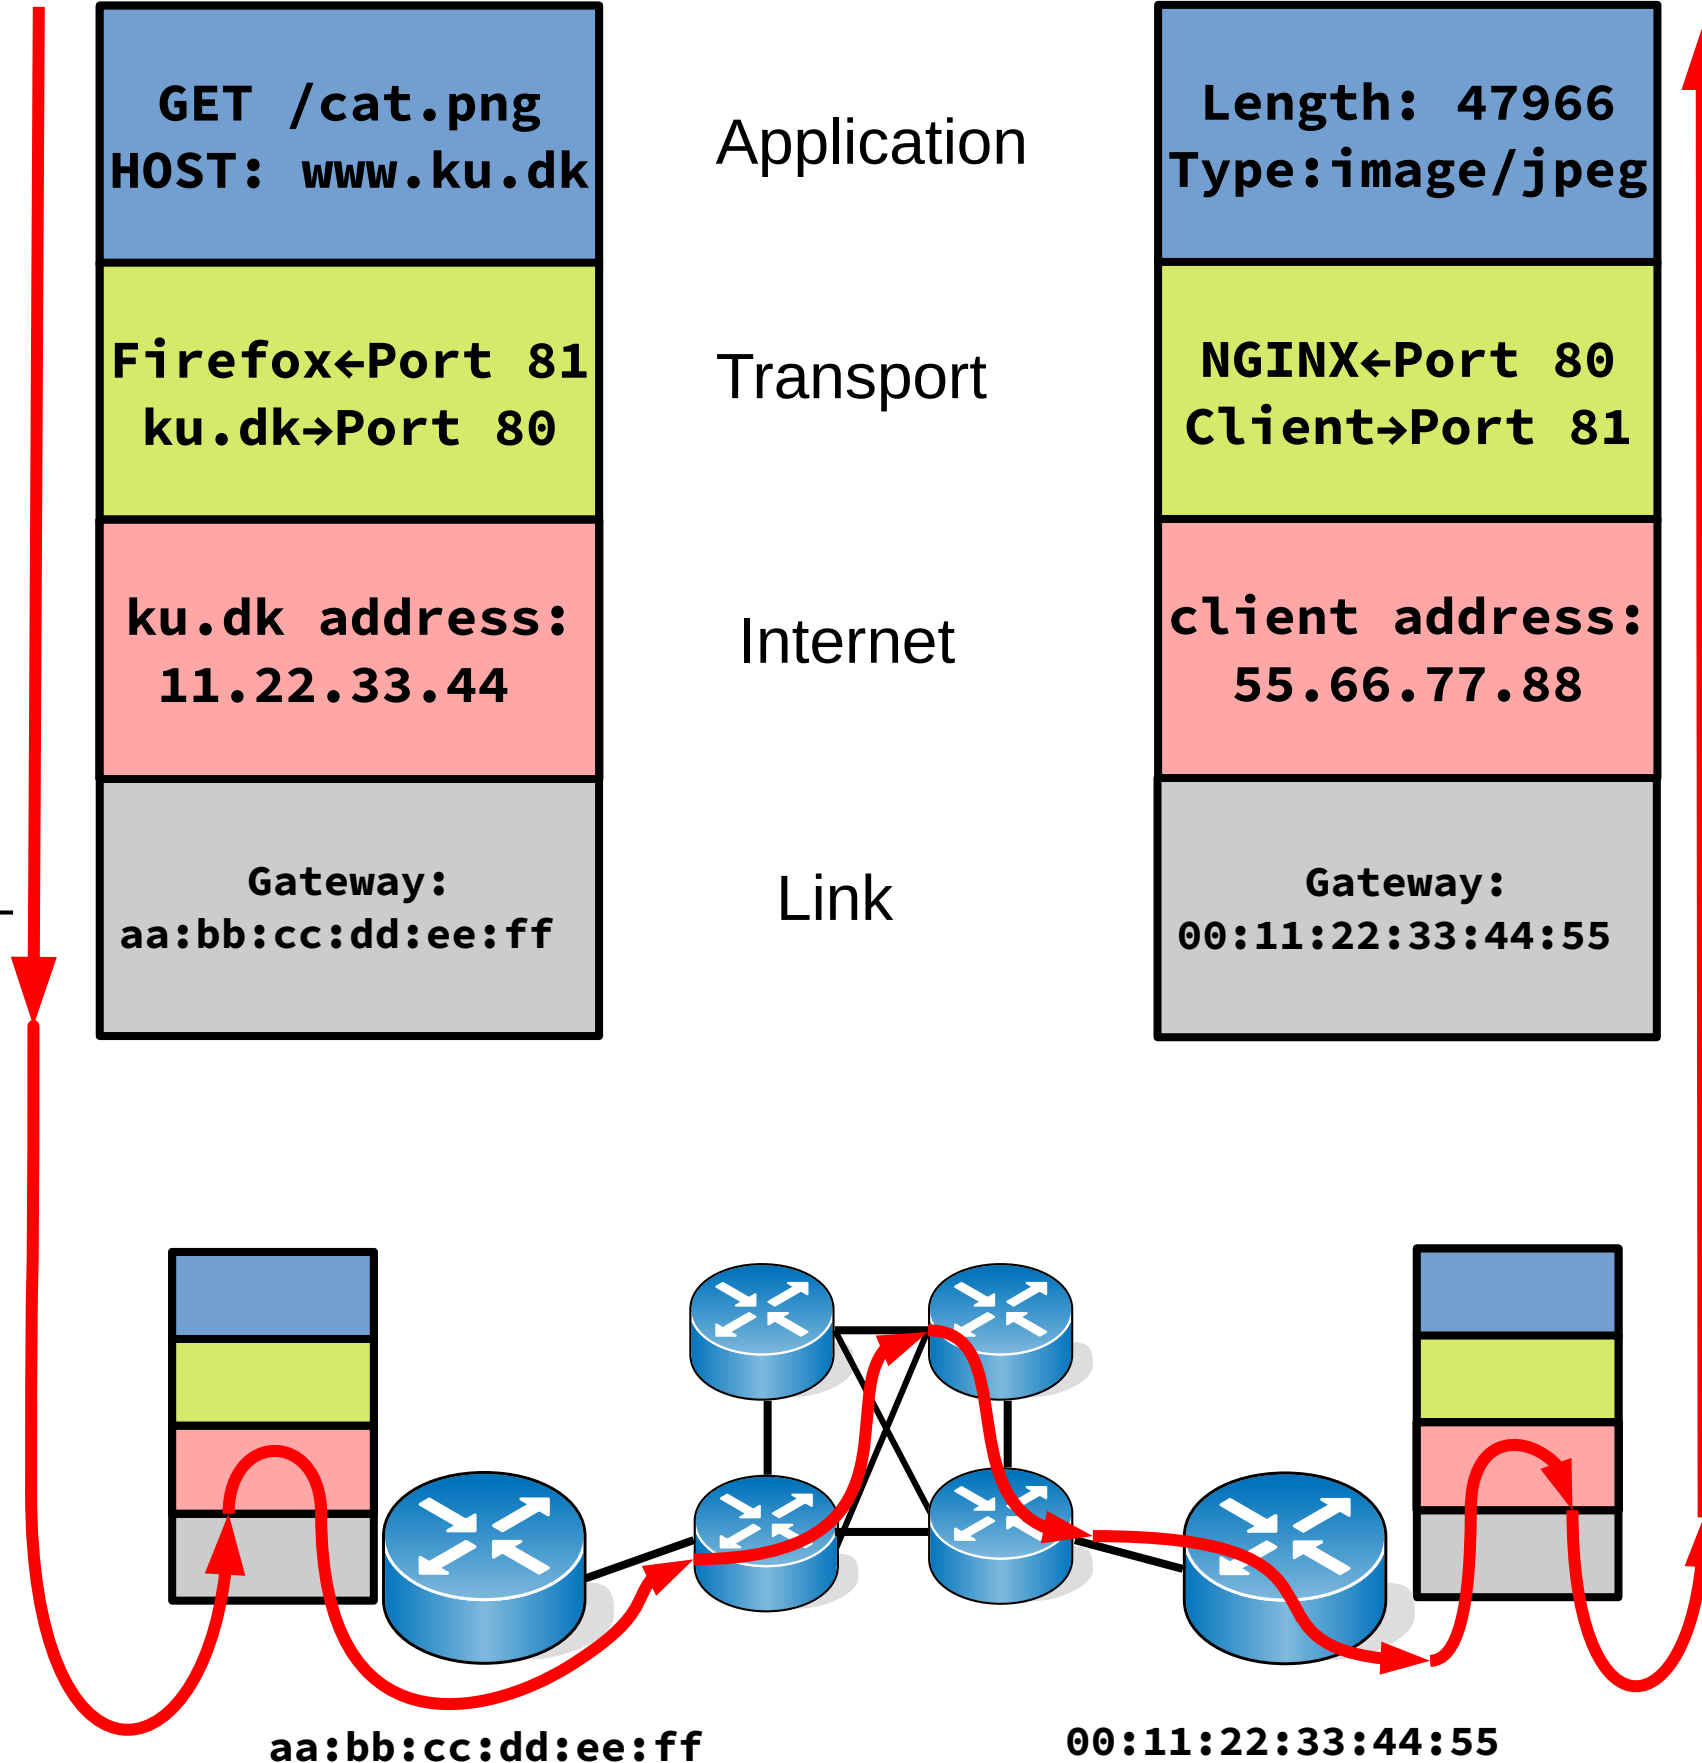 GET /cat.png
HOST: www.ku.dk
Application
Length: 47966
Type:image/jpeg
Firefox←Port 81
ku.dk→Port 80
Transport
NGINX←Port 80
Client→Port 81
ku.dk address:
11.22.33.44
Internet
client address:
55.66.77.88
Gateway:
aa:bb:cc:dd:ee:ff
Link
Gateway:
00:11:22:33:44:55
aa:bb:cc:dd:ee:ff
00:11:22:33:44:55